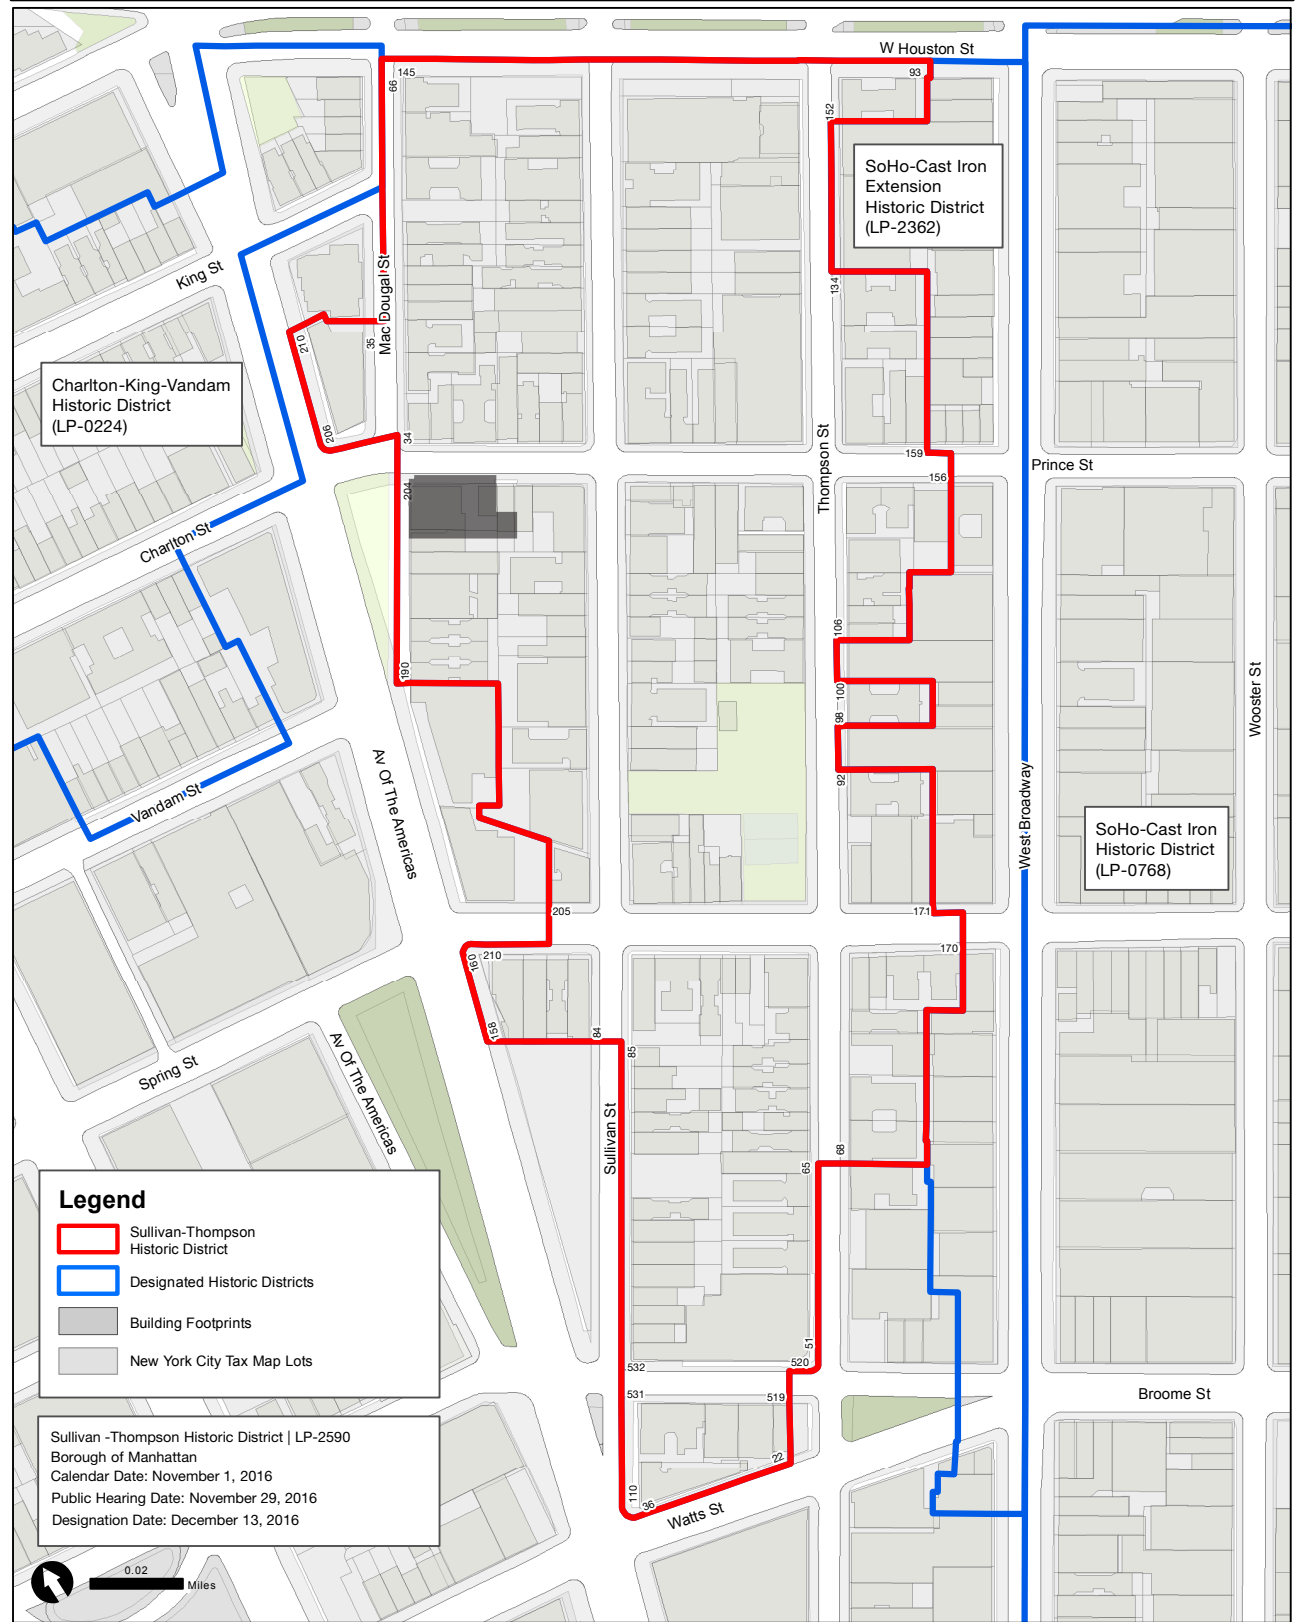 W Houston St
145
66
93
152
SoHo-Cast Iron
Extension
Historic District
(LP-2362)
King St
Mac Dougal St
134
210
35
Charlton-King-Vandam
Historic District
(LP-0224)
206
34
Thompson St
159
Prince St
156
204
Charlton St
106
190
100
98
Wooster St
92
Vandam St
Av Of The Americas
West Broadway
SoHo-Cast Iron
Historic District
(LP-0768)
205
171
170
210
160
158
84
85
Spring St
Av Of The Americas
Sullivan St
68
65
Legend
Sullivan-Thompson
Historic District
Designated Historic Districts
Building Footprints
New York City Tax Map Lots
51
532
520
531
519
Broome St
Sullivan -Thompson Historic District | LP-2590
Borough of Manhattan
Calendar Date: November 1, 2016
Public Hearing Date: November 29, 2016
Designation Date: December 13, 2016
22
110
36
Watts St
0.02
Miles